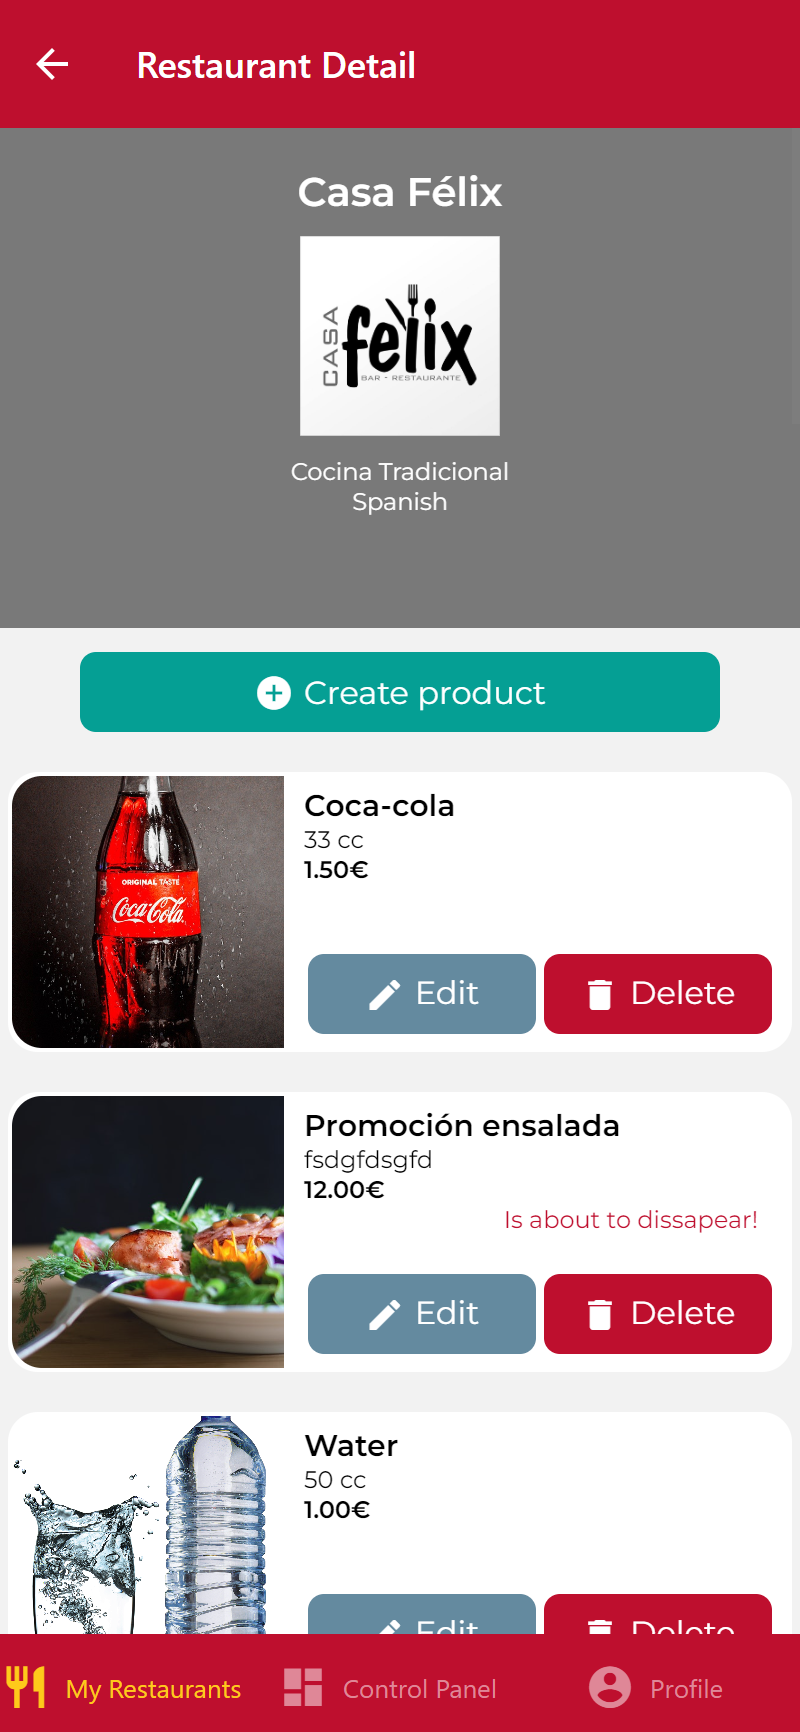 Restaurant Detail
Casa Félix
CASA
felix
BAR - RESTAURANTE
Cocina Tradicional
Spanish
Create product
ORIGINAL TASTE
Coca-Cola
Coca-cola
33 cc
1.50€
Edit
Delete
Promoción ensalada
fsdgfdsgfd
12.00€
Is about to dissapear!
Edit
Delete
Water
50 cc
1.00€
Edit
Delete
My Restaurants
Control Panel
Profile